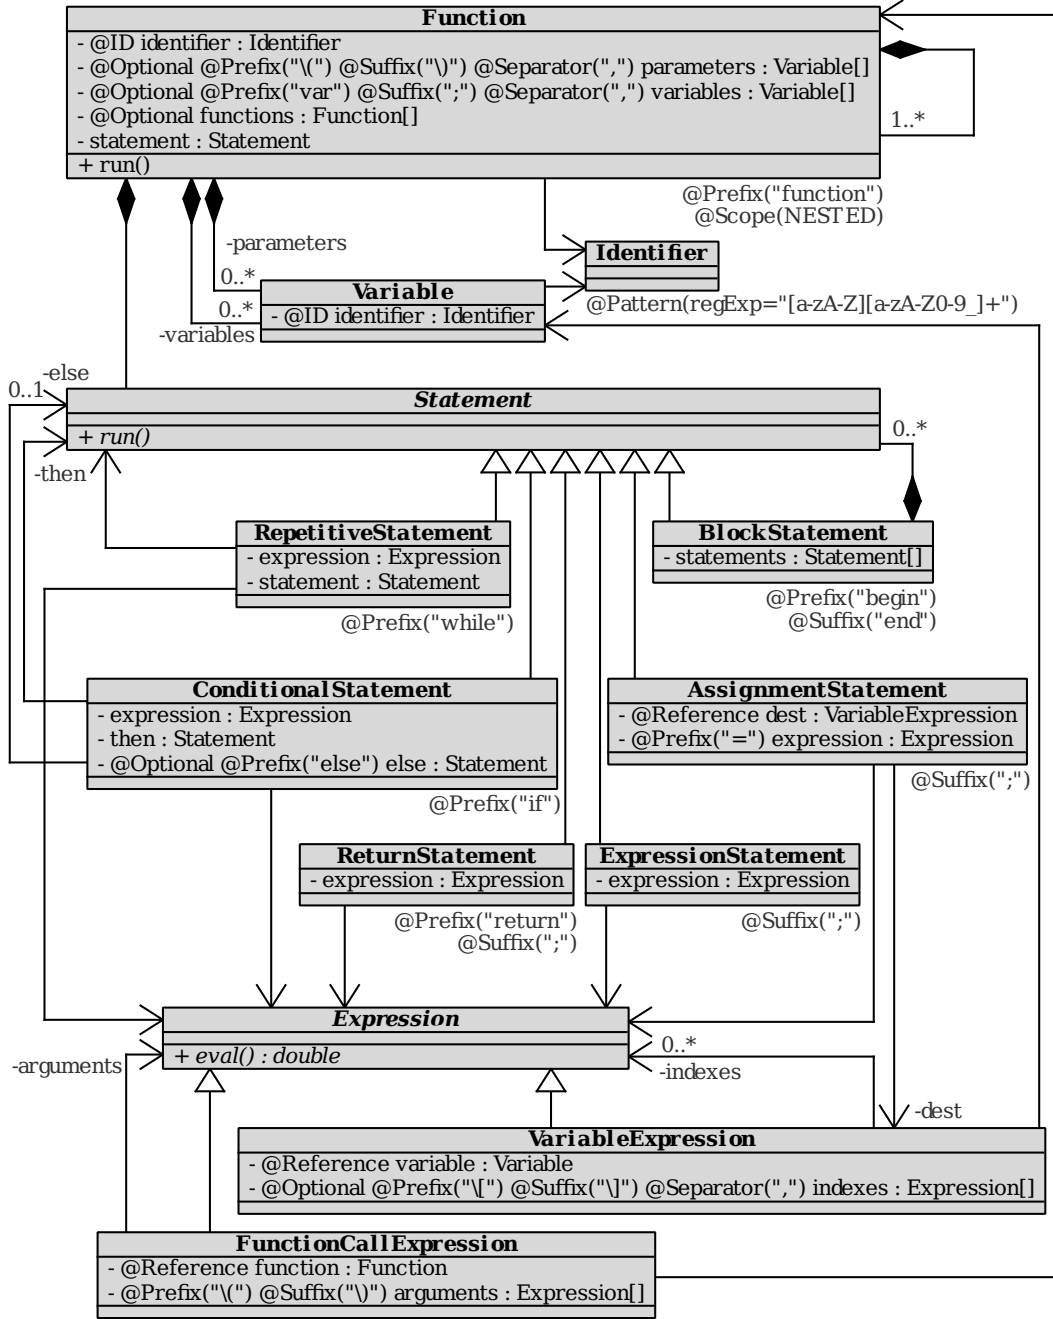 Function
- @ID identifier : Identifier
- @Optional @Prefix("\(") @Suffix("\)") @Separator(",") parameters : Variable[]
- @Optional @Prefix("var") @Suffix(";") @Separator(",") variables : Variable[]
- @Optional functions : Function[]
- statement : Statement
+ run()
1..*
@Prefix("function")
@Scope(NESTED)
-parameters
0..*
0..*
-variables
Identifier
@Pattern(regExp="[a-zA-Z][a-zA-Z0-9_]+")
Variable
- @ID identifier : Identifier
-else
0..1
Statement
+ run()
0..*
-then
RepetitiveStatement
- expression : Expression
- statement : Statement
@Prefix("while")
BlockStatement
- statements : Statement[]
@Prefix("begin")
@Suffix("end")
ConditionalStatement
- expression : Expression
- then : Statement
- @Optional @Prefix("else") else : Statement
@Prefix("if")
AssignmentStatement
- @Reference dest : VariableExpression
- @Prefix("=") expression : Expression
@Suffix(";")
ReturnStatement
- expression : Expression
@Prefix("return")
@Suffix(";")
ExpressionStatement
- expression : Expression
@Suffix(";")
Expression
+ eval() : double
-arguments
0..*
-indexes
-dest
VariableExpression
- @Reference variable : Variable
- @Optional @Prefix("\[") @Suffix("\]") @Separator(",") indexes : Expression[]
FunctionCallExpression
- @Reference function : Function
- @Prefix("\(") @Suffix("\)") arguments : Expression[]